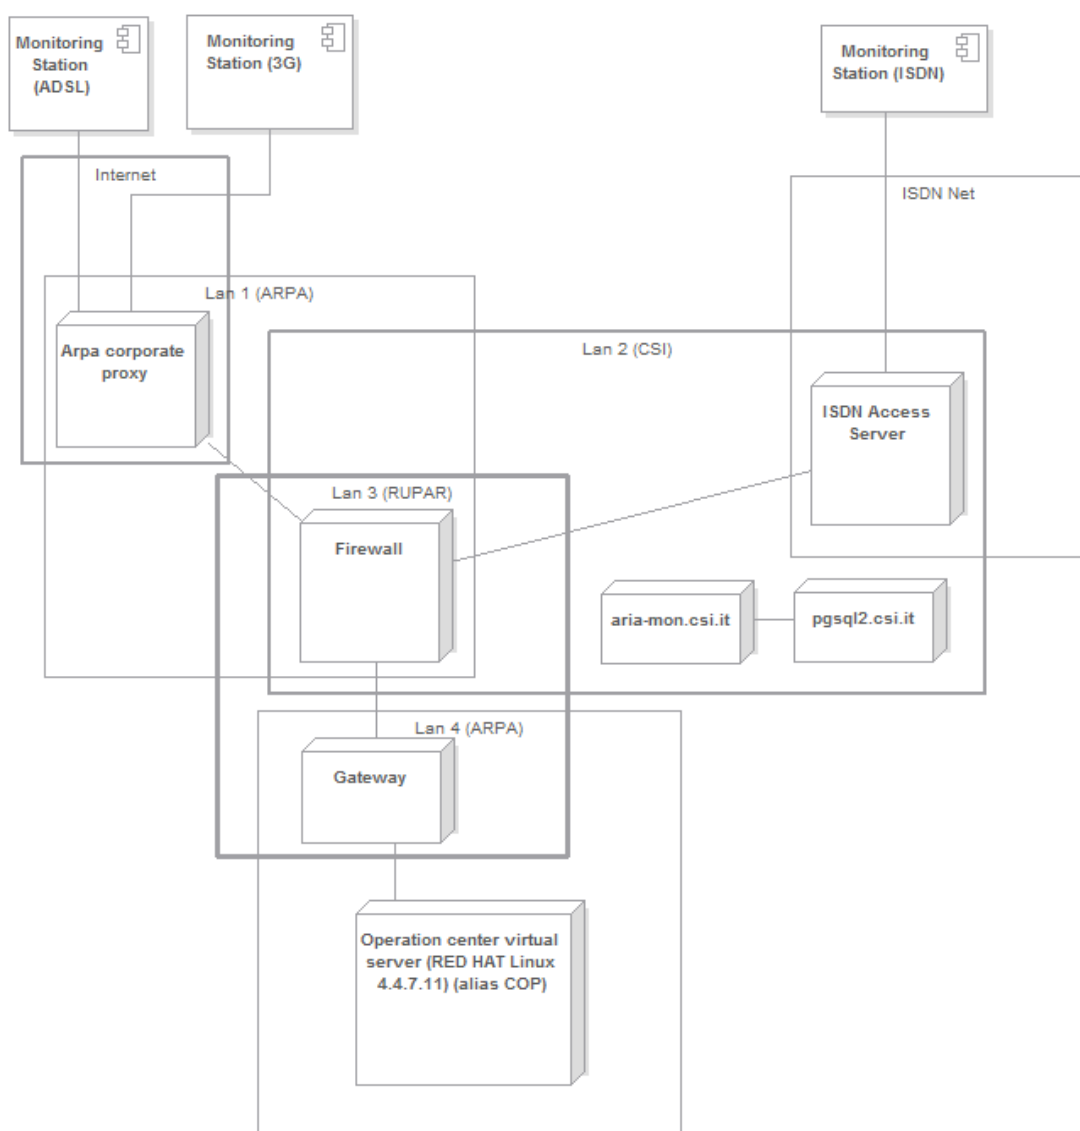 Monitoring
Station
(ADSL)
Monitoring
Station (3G)
Monitoring
Station (ISDN)
Internet
ISDN Net
Lan 1 (ARPA)
Lan 2 (CSI)
Arpa corporate
proxy
ISDN Access
Server
Lan 3 (RUPAR)
Firewall
aria-mon.csi.it
pgsql2.csi.it
Lan 4 (ARPA)
Gateway
Operation center virtual
server (RED HAT Linux
4.4.7.11) (alias COP)